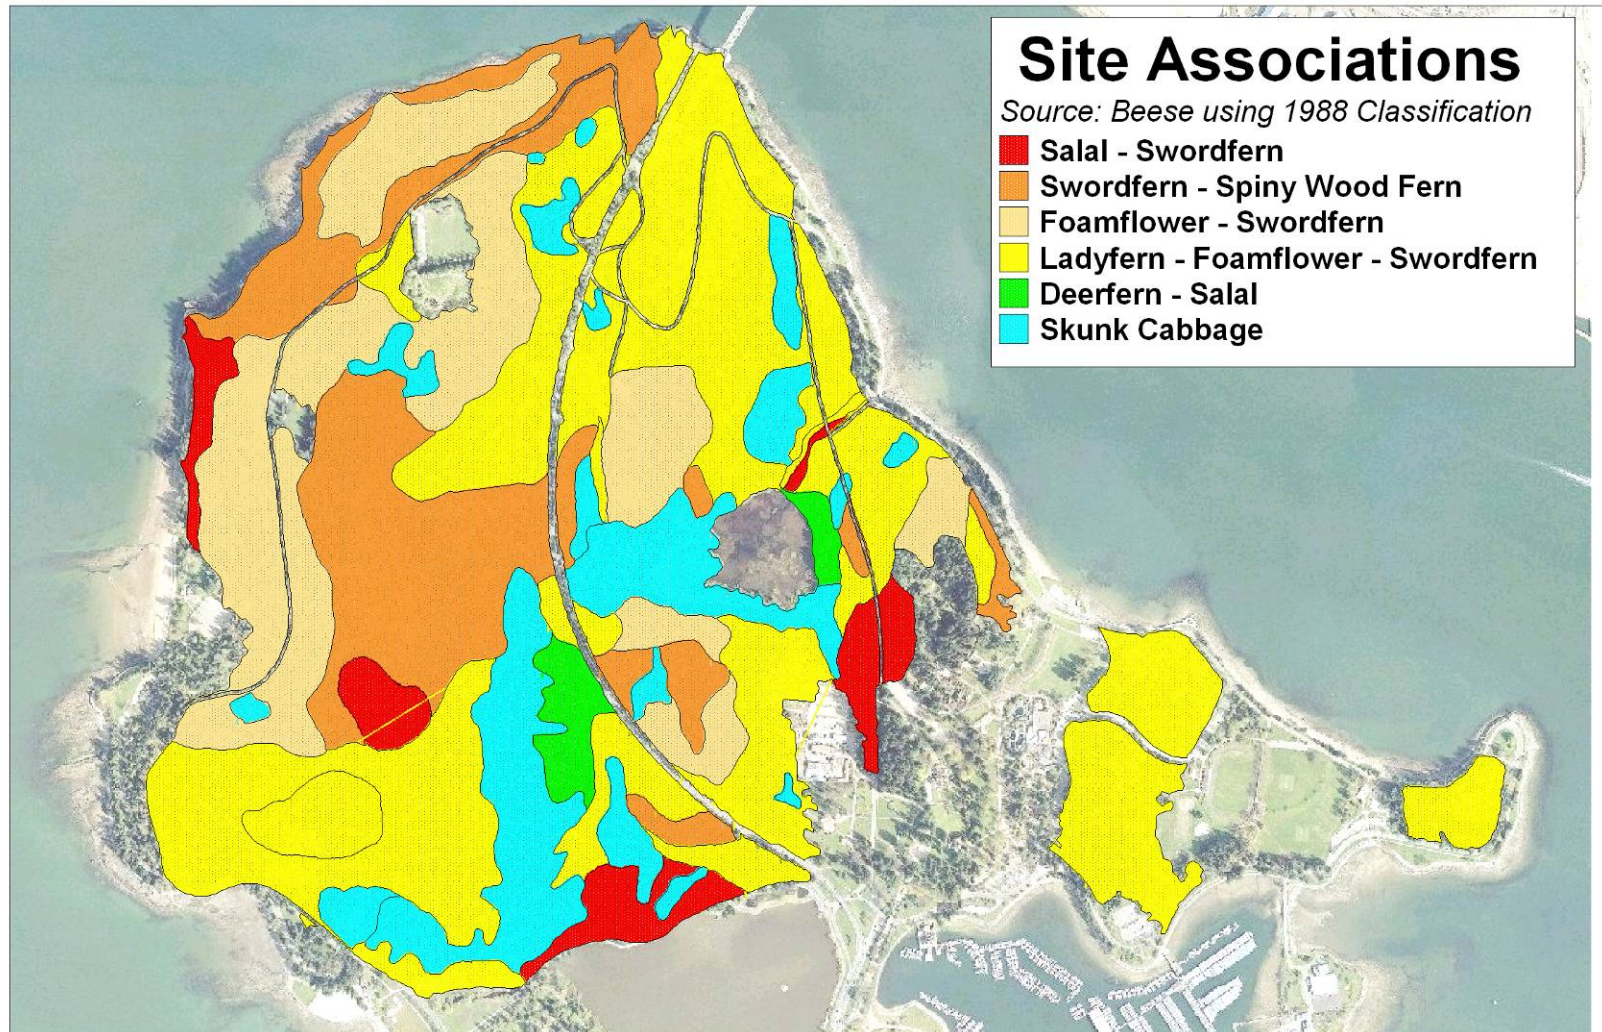 Site Associations
Source: Beese using 1988 Classification
Salal - Swordfern
Swordfern - Spiny Wood Fern
Foamflower - Swordfern
Ladyfern - Foamflower - Swordfern
Deerfern - Salal
Skunk Cabbage